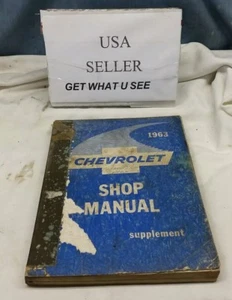 USA
SELLER
GET WHAT U SEE
1963
CHEVROLET
SHOP
MANUAL
supplement